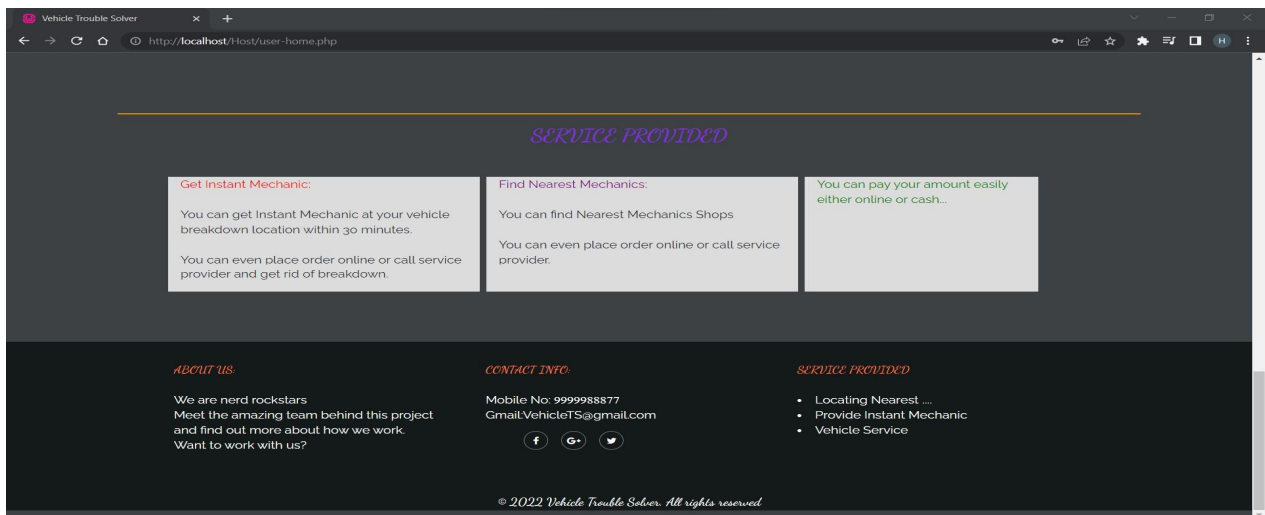 Vehicle Trouble Solver
http://localhost/Host/user-home.php
H
SERVICE PROVIDED
Get Instant Mechanic:
You can get Instant Mechanic at your vehicle
breakdown location within 30 minutes.
You can even place order online or call service
provider and get rid of breakdown.
Find Nearest Mechanics:
You can find Nearest Mechanics Shops
You can even place order online or call service
provider.
You can pay your amount easily
either online or cash...
ABOUT US:
We are nerd rockstars
Meet the amazing team behind this project
and find out more about how we work.
Want to work with us?
CONTACT INFO:
Mobile No: 9999988877
Gmail:VehicleTS@gmail.com
f G+
SERVICE PROVIDED
• Locating Nearest ....
• Provide Instant Mechanic
• Vehicle Service
© 2022 Vehicle Trouble Solver. All rights reserved